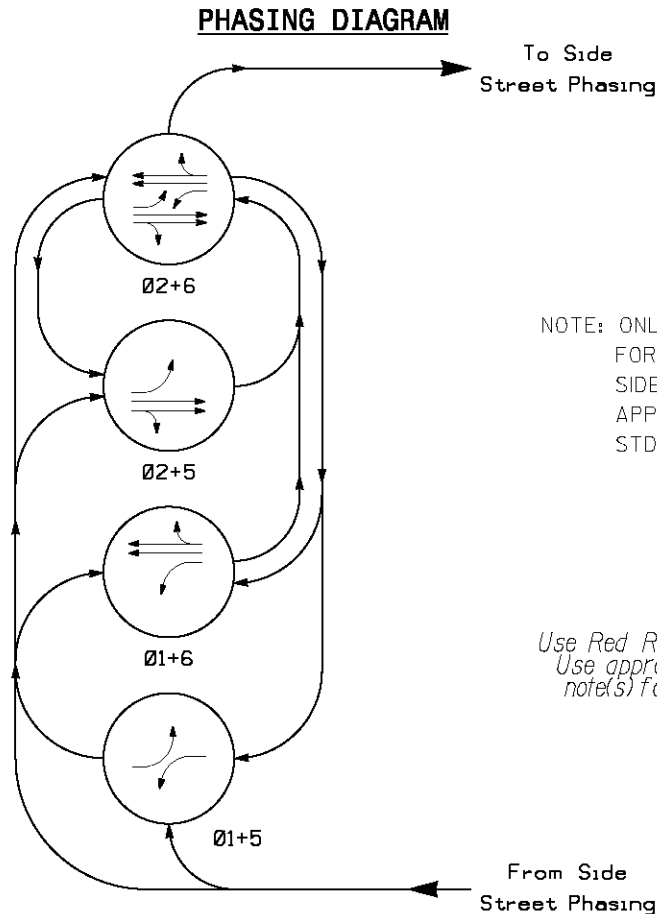 PHASING DIAGRAM
To Side
Street Phasing
Ø2+6
Ø2+5
NOTE: ONL
FOR
SIDE
APP
STD
Ø1+6
Use Red R
Use appr
note(s) f
Ø1+5
From Side
Street Phasing